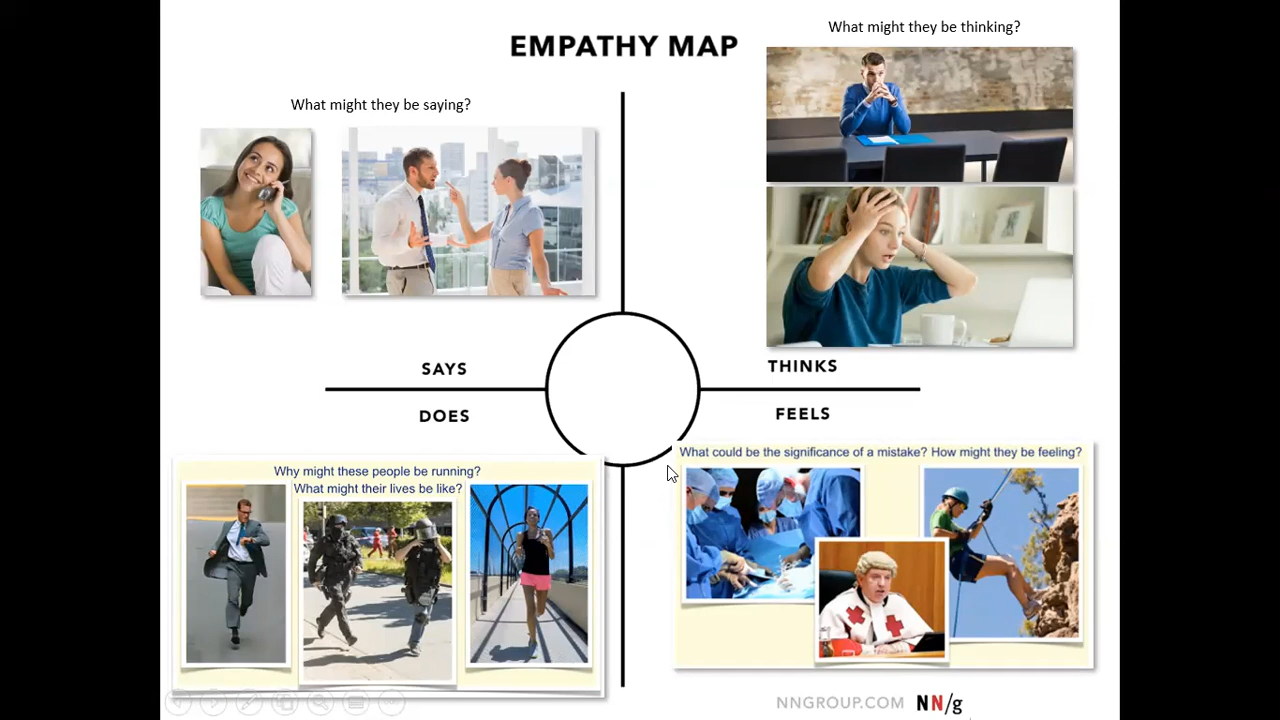 What might they be thinking?
EMPATHY MAP
What might they be saying?
SAYS
THINKS
DOES
FEELS
Why might these people be running?
What might their lives be like?
What could be the significance of a mistake? How might they be feeling?
NNGROUP.COM NN/g